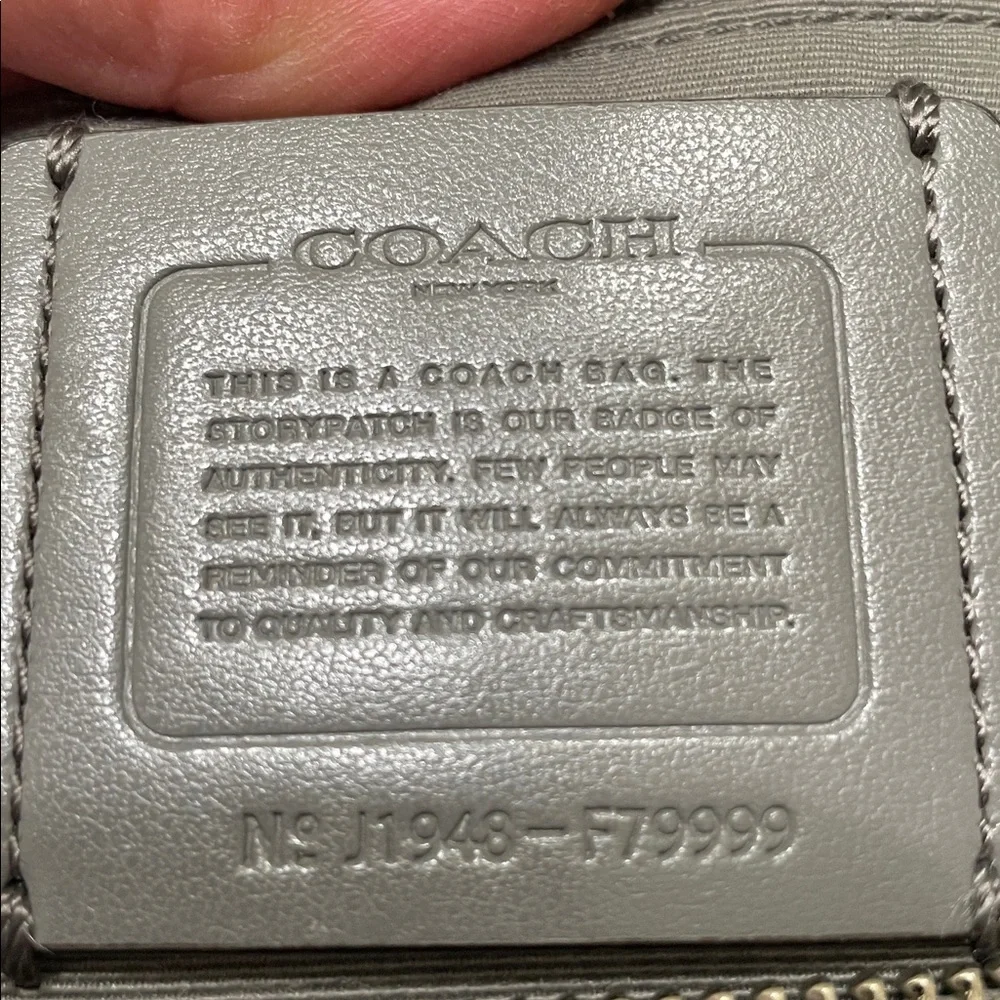 COACH
NEW YORK
THIS IS A COACH BAG. THE
STORYPATCH IS OUR BADGE OF
AUTHENTICITY. FEW PEOPLE MAY
SEE IT, BUT IT WILL ALWAYS BE A
REMINDER OF OUR COMMITMENT
TO QUALITY AND CRAFTSMANSHIP.
Nº J1948-F79999